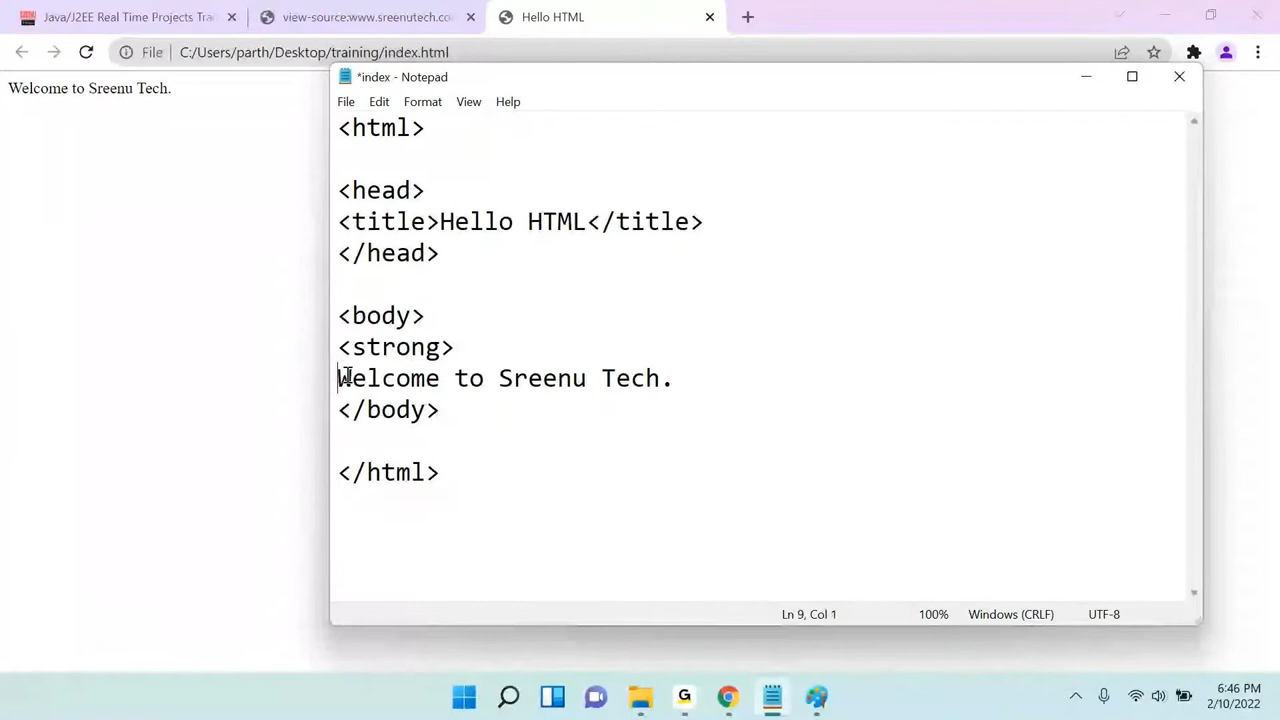 Java/J2EE Real Time Projects Trai
view-source:www.sreenutech.co
Hello HTML
File
C:/Users/parth/Desktop/training/index.html
Welcome to Sreenu Tech.
*index - Notepad
File Edit Format View Help
<html>
<head>
<title>Hello HTML</title>
</head>
<body>
<strong>
Welcome to Sreenu Tech.
</body>
</html>
Ln 9, Col 1
100%
Windows (CRLF)
UTF-8
G
6:46 PM
2/10/2022